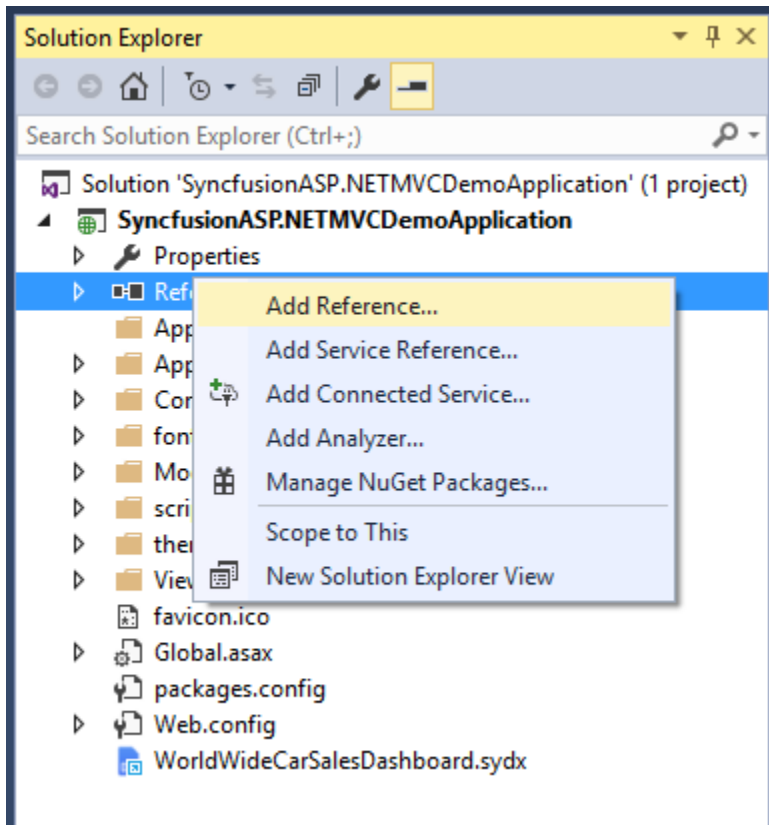 Solution Explorer
Search Solution Explorer (Ctrl+;)
Solution 'SyncfusionASP.NETMVCDemoApplication' (1 project)
SyncfusionASP.NETMVCDemoApplication
Properties
Add Reference...
Add Service Reference...
Add Connected Service...
Add Analyzer...
Manage NuGet Packages...
Scope to This
New Solution Explorer View
favicon.ico
Global.asax
packages.config
Web.config
WorldWideCarSalesDashboard.sydx